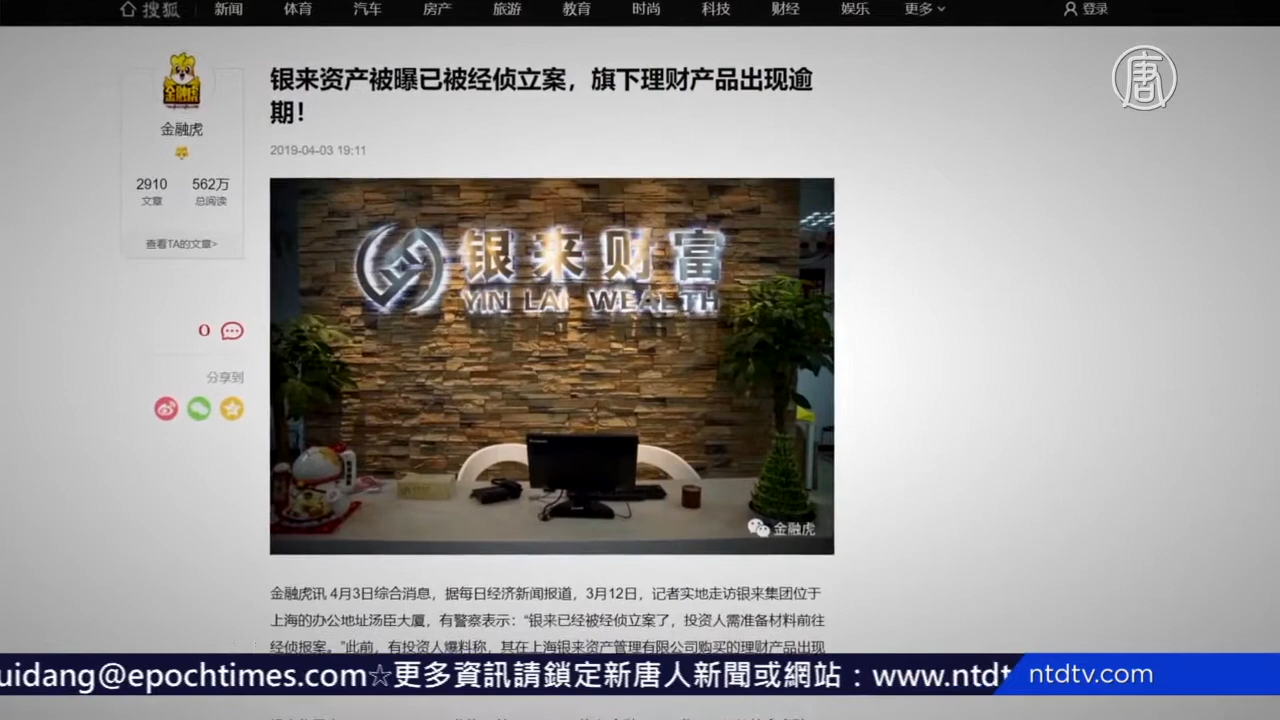 搜狐 新闻 体育 汽车 房产 旅游 教育 时尚 科技 财经 娱乐 更多 登录
唐
金融虎
金融虎
2910 562万
文章 总阅读
查看TA的文章>
0
分享到
银来资产被曝已被经侦立案，旗下理财产品出现逾
期！
2019-04-03 19:11
银来财富
YIN LAI WEALTH
金融虎
金融虎讯 4月3日综合消息，据每日经济新闻报道，3月12日，记者实地走访银来集团位于
上海的办公地址汤臣大厦，有警察表示：“银来已经被经侦立案了，投资人需准备材料前往
经侦报案。”此前，有投资人爆料称，其在上海银来资产管理有限公司购买的理财产品出现
uidang@epochtimes.com☆更多資訊請鎖定新唐人新聞或網站：www.ntdt
ntdtv.com